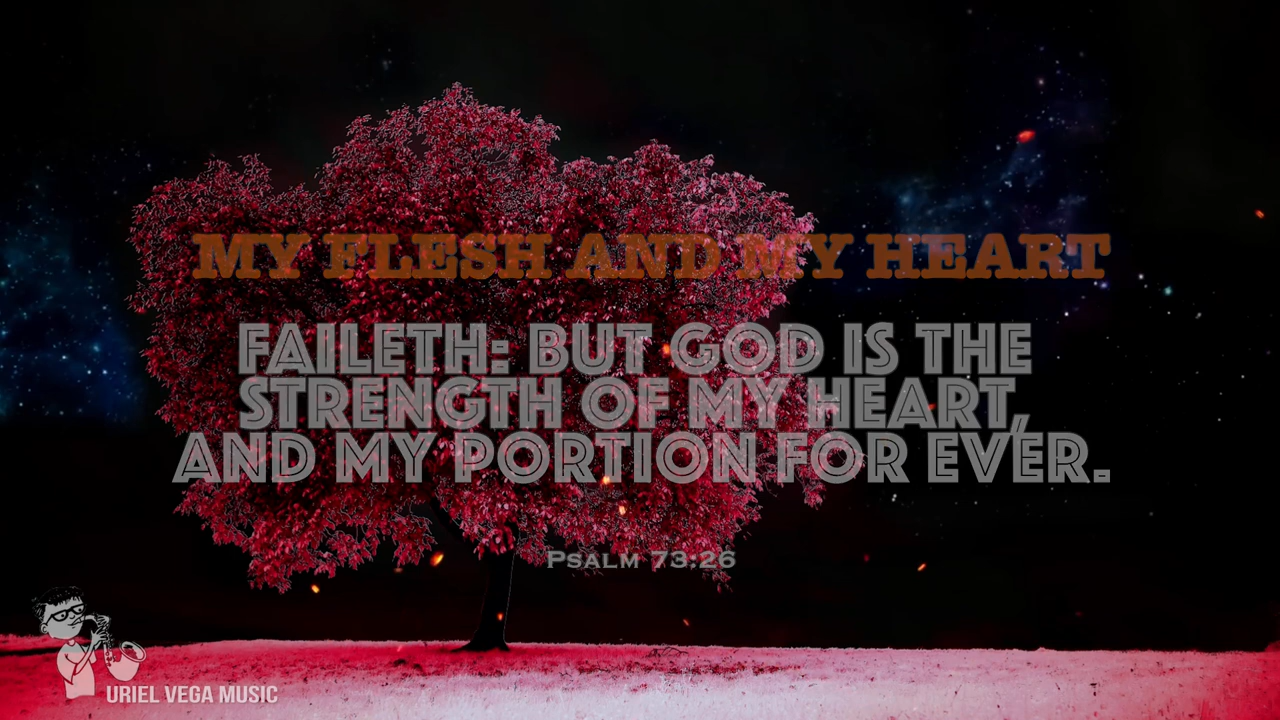 MY FLESH AND MY HEART
FAILETH: BUT GOD IS THE
STRENGTH OF MY HEART,
AND MY PORTION FOR EVER.
PSALM 73:26
URIEL VEGA MUSIC